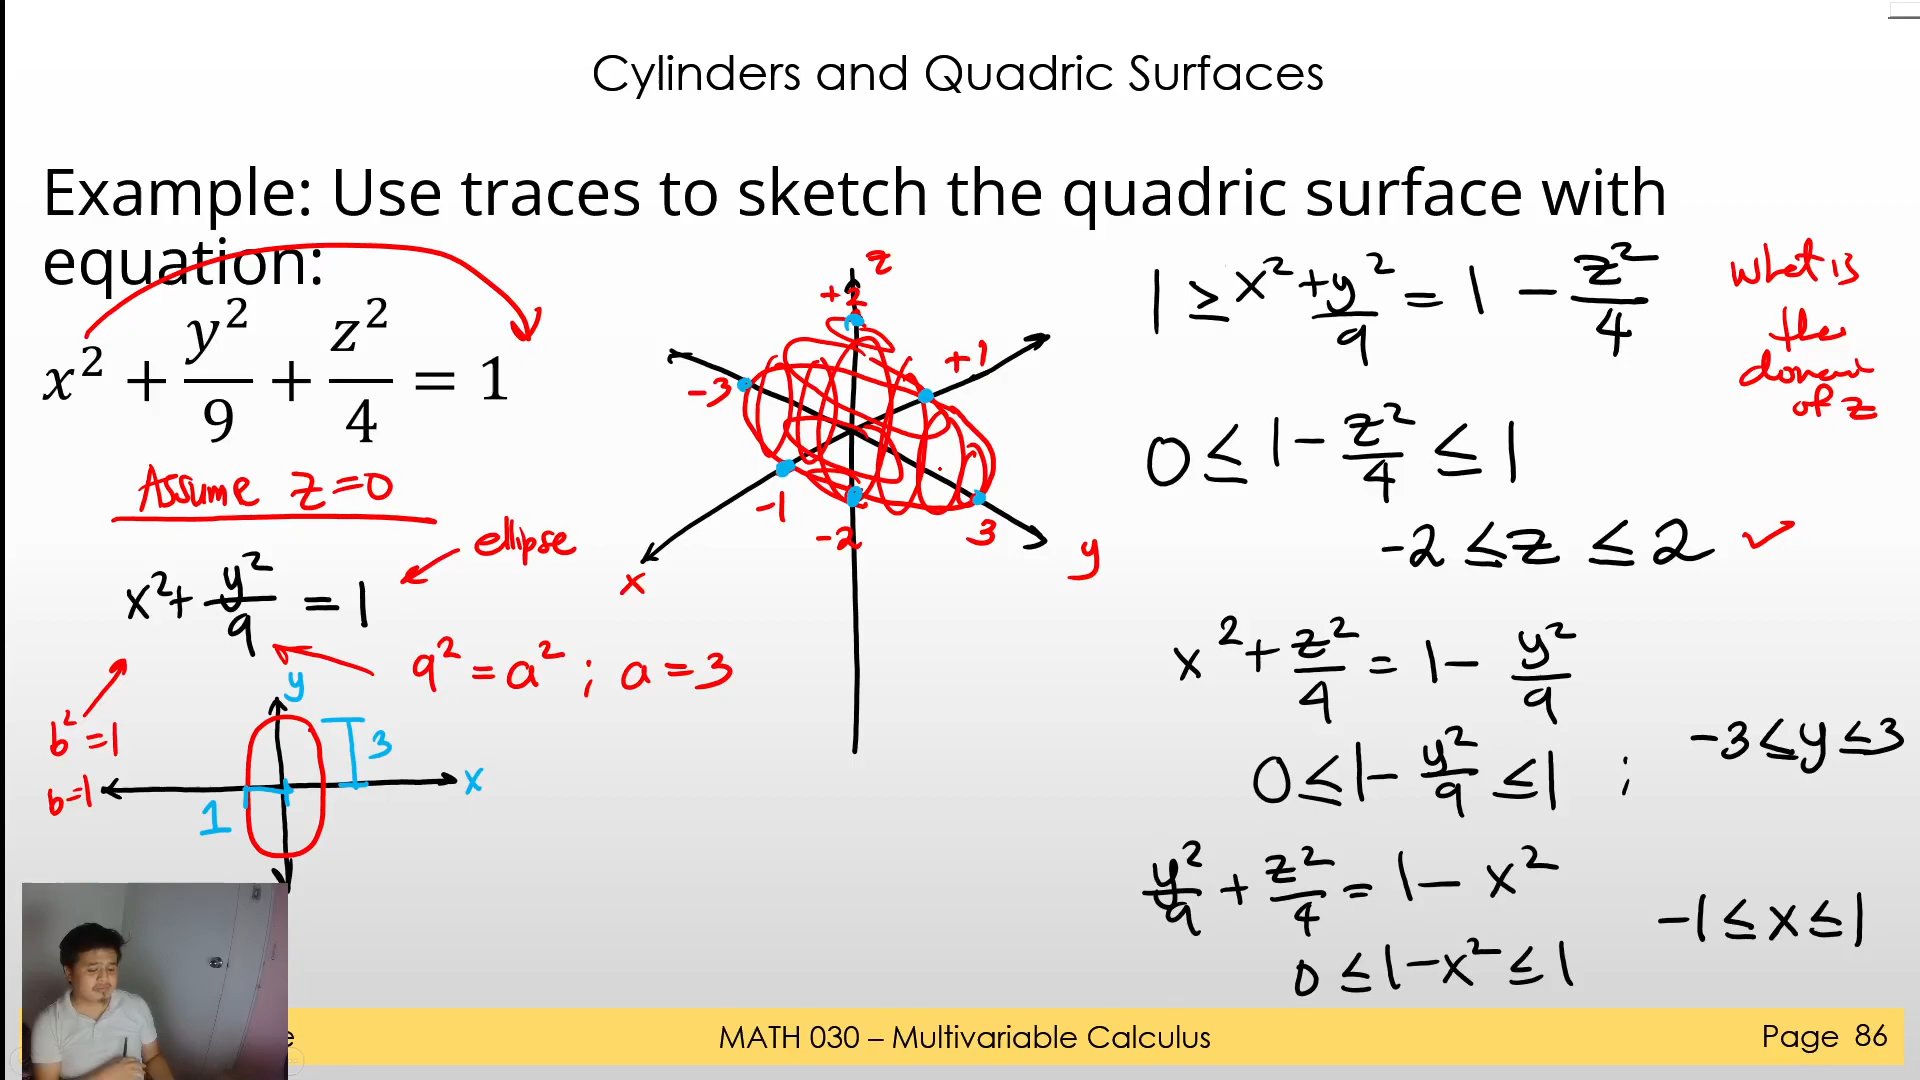 Cylinders and Quadric Surfaces
Example: Use traces to sketch the quadric surface with
equation:
x² + y²/9 + z²/4 = 1
Assume z=0
x² + y²/9 = 1
ellipse
9² = a² ; a = 3
b² = 1
b=1
y
3
x
1
z
+2
+1
-3
-1
-2
3
x
y
1 ≥ x² + y²/9 = 1 - z²/4
what is
the
of z
0 ≤ 1 - z²/4 ≤ 1
-2 ≤ z ≤ 2 ✓
x² + z²/4 = 1 - y²/9
0 ≤ 1 - y²/9 ≤ 1 ; -3 ≤ y ≤ 3
y²/9 + z²/4 = 1 - x²
-1 ≤ x ≤ 1
0 ≤ 1 - x² ≤ 1
e
MATH 030 – Multivariable Calculus
Page 86